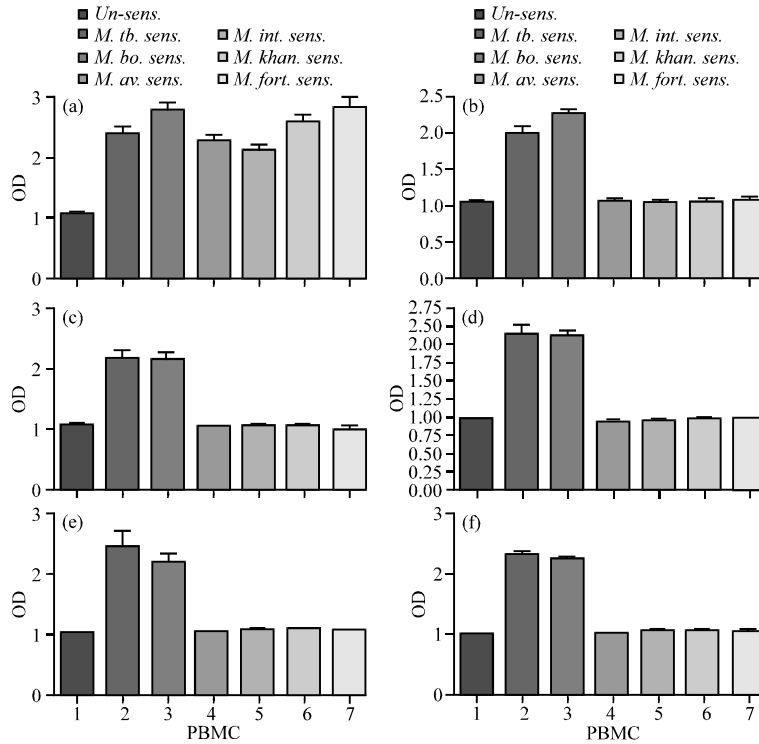 Un-sens.
M. tb. sens.
M. bo. sens.
M. av. sens.
M. int. sens.
M. khan. sens.
M. fort. sens.
Un-sens.
M. tb. sens.
M. bo. sens.
M. av. sens.
M. int. sens.
M. khan. sens.
M. fort. sens.
(a)
OD
3
2
1
0
(b)
OD
2.5
2.0
1.5
1.0
0.5
0.0
(c)
OD
3
2
1
0
(d)
OD
2.75
2.50
2.00
1.75
2.50
1.25
1.00
0.75
0.50
0.25
0.00
(e)
OD
3
2
1
0
1 2 3 4 5 6 7
PBMC
(f)
OD
3
2
1
0
1 2 3 4 5 6 7
PBMC